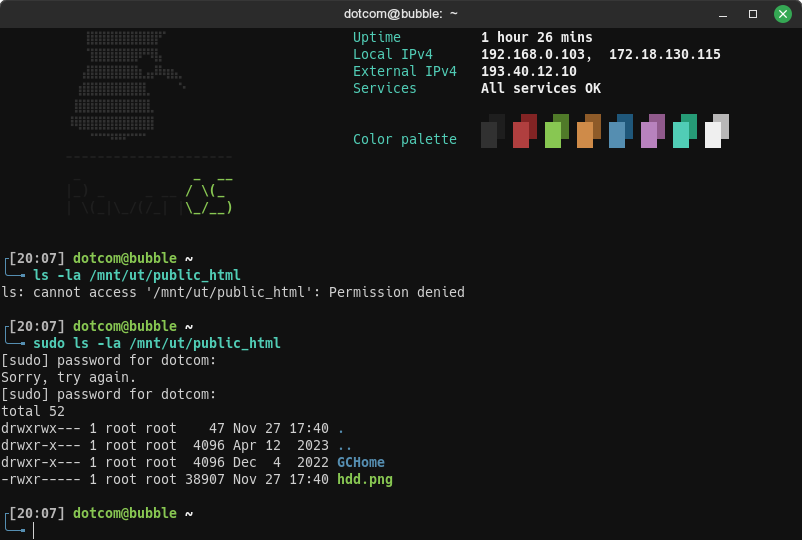 dotcom@bubble: ~
Uptime 1 hour 26 mins
Local IPv4 192.168.0.103, 172.18.130.115
External IPv4 193.40.12.10
Services All services OK
Color palette
[20:07] dotcom@bubble ~
ls -la /mnt/ut/public_html
ls: cannot access '/mnt/ut/public_html': Permission denied
[20:07] dotcom@bubble ~
sudo ls -la /mnt/ut/public_html
[sudo] password for dotcom:
Sorry, try again.
[sudo] password for dotcom:
total 52
drwxrwx--- 1 root root    47 Nov 27 17:40 .
drwxr-x--- 1 root root  4096 Apr 12  2023 ..
drwxr-x--- 1 root root  4096 Dec  4  2022 GCHome
-rwxr----- 1 root root 38907 Nov 27 17:40 hdd.png
[20:07] dotcom@bubble ~